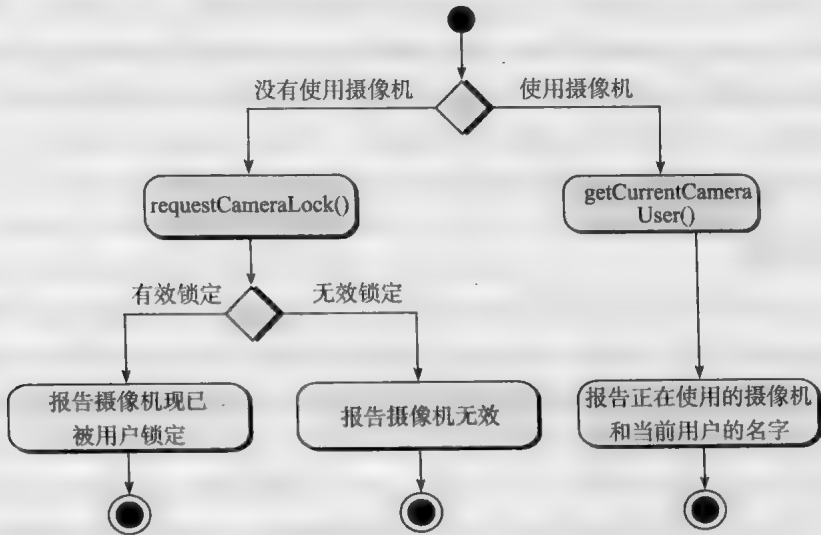 没有使用摄像机
使用摄像机
requestCameraLock()
getCurrentCamera
User()
有效锁定
无效锁定
报告摄像机现已
被用户锁定
报告摄像机无效
报告正在使用的摄像机
和当前用户的名字